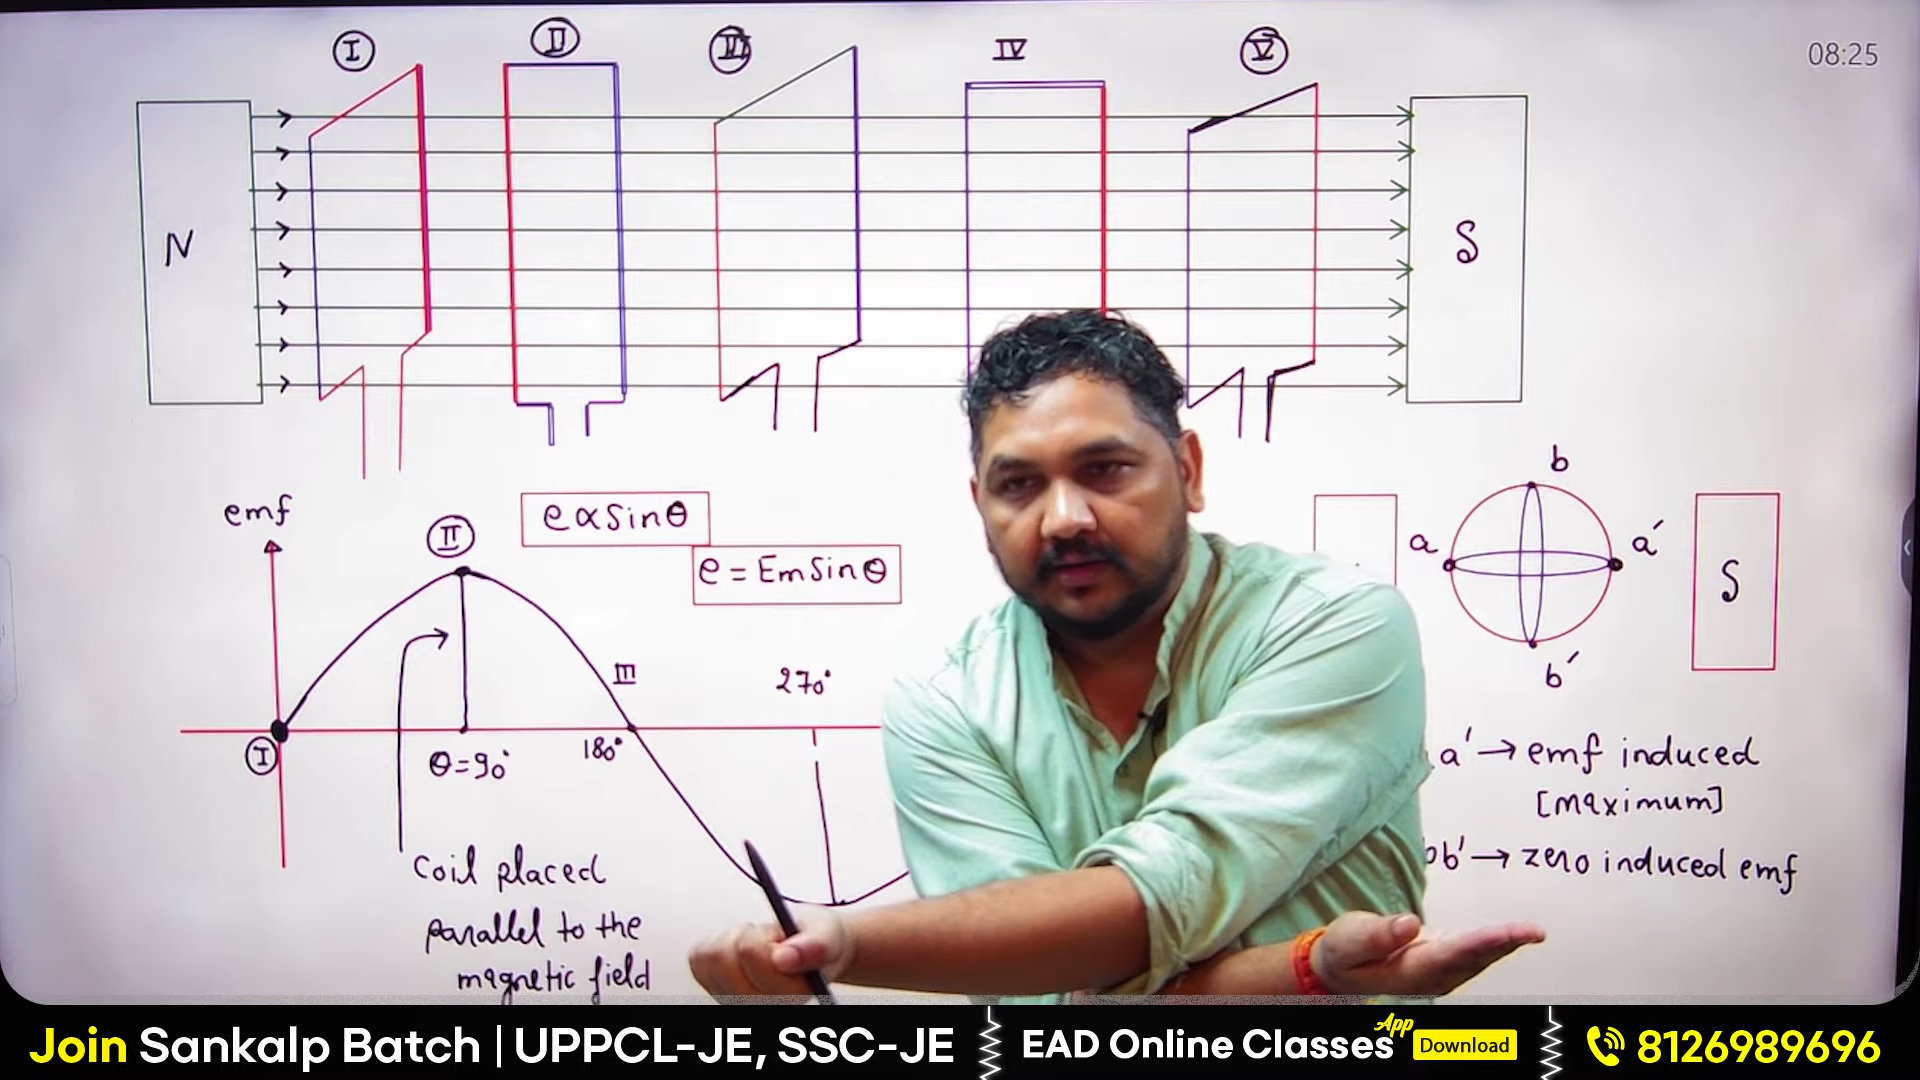 I II III IV V
08:25
N
S
emf
II
e α Sinθ
e = Em Sinθ
III
270°
I
θ=90°
180°
Coil placed
parallel to the
magnetic field
b
a a′
S
b′
a′ → emf induced
[maximum]
bb′ → zero induced emf
Join Sankalp Batch | UPPCL-JE, SSC-JE
EAD Online Classes App Download
8126989696